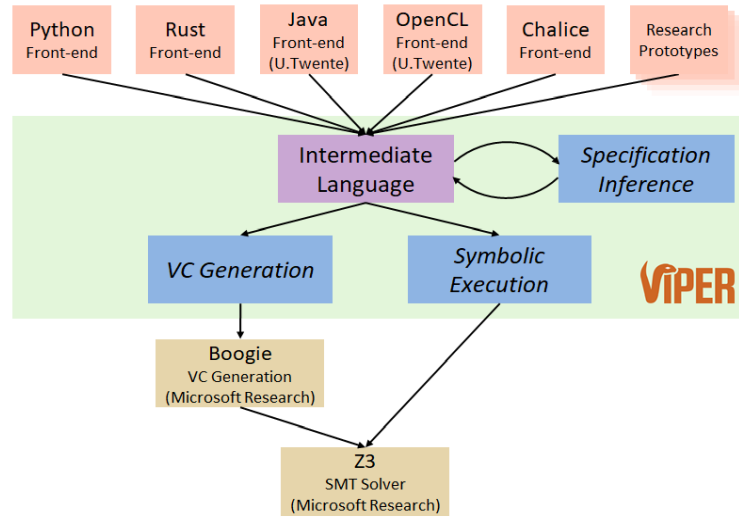 Python
Front-end
Rust
Front-end
Java
Front-end
(U.Twente)
OpenCL
Front-end
(U.Twente)
Chalice
Front-end
Research
Prototypes
Intermediate
Language
Specification
Inference
VC Generation
Symbolic
Execution
VIPER
Boogie
VC Generation
(Microsoft Research)
Z3
SMT Solver
(Microsoft Research)